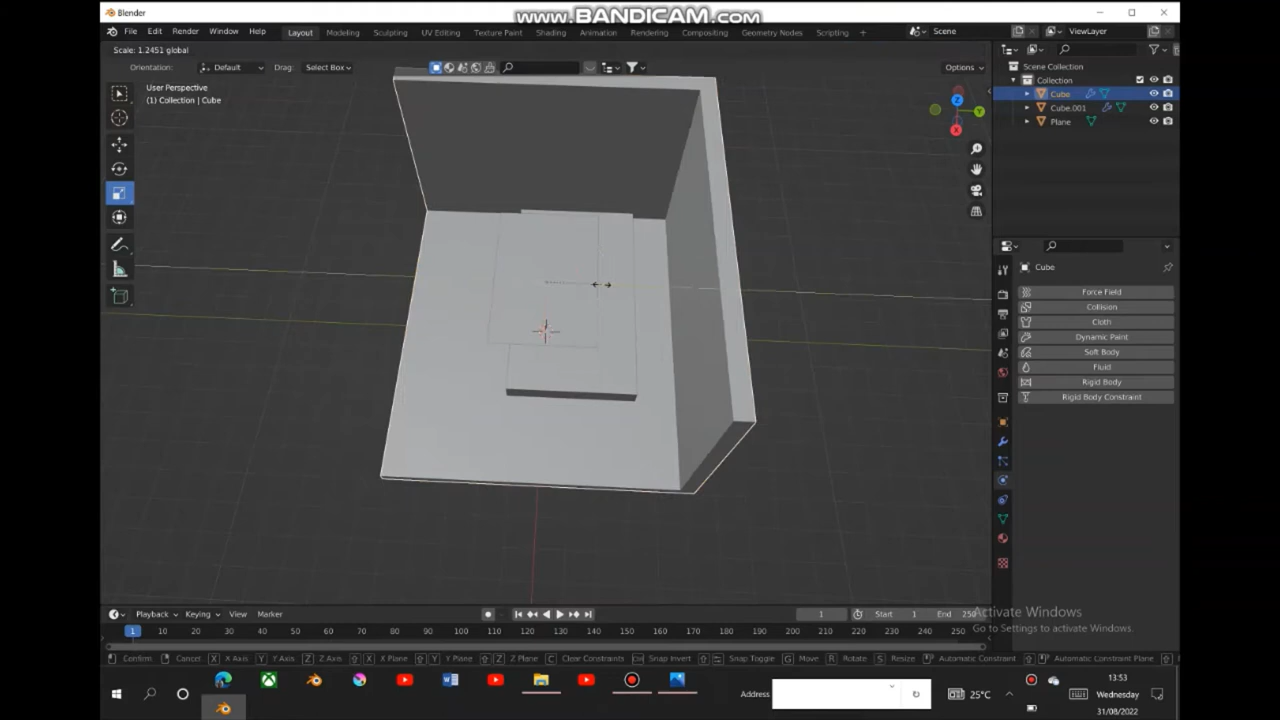 www.BANDICAM.com
Blender
File Edit Render Window Help Layout Modeling Sculpting UV Editing Texture Paint Shading Animation Rendering Compositing Geometry Nodes Scripting + Scene ViewLayer
Scale: 1.2451 global
Orientation: Default Drag: Select Box Options
User Perspective
(1) Collection | Cube
Scene Collection
Collection
Cube
Cube.001
Plane
Z
Y
X
Cube
Force Field
Collision
Cloth
Dynamic Paint
Soft Body
Fluid
Rigid Body
Rigid Body Constraint
Playback Keying View Marker 1 Start 1 End 250
1 10 20 30 40 50 60 70 80 90 100 110 120 130 140 150 160 170 180 190 200 210 220 230 240 250
Activate Windows
Go to Settings to activate Windows.
Confirm Cancel X X Axis Y Y Axis Z Z Axis X X Plane Y Y Plane Z Z Plane C Clear Constraints Snap Invert Snap Toggle G Move R Rotate S Resize Automatic Constraint Automatic Constraint Plane
Address 25°C 13:53
Wednesday
31/08/2022